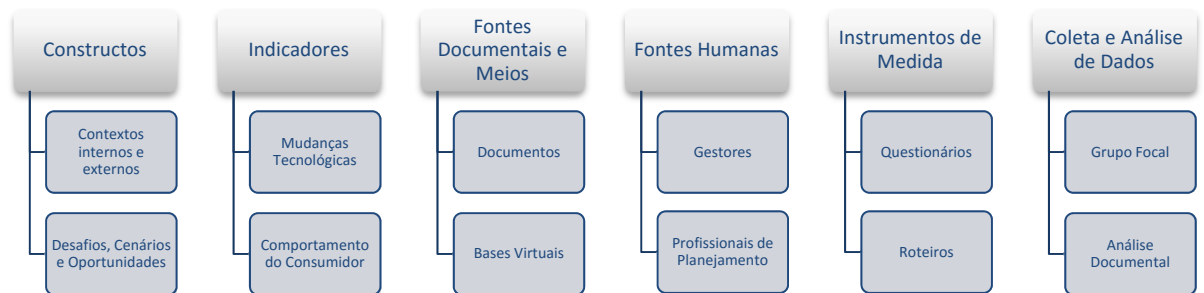 Constructos
Contextos
internos e
externos
Desafios, Cenários
e Oportunidades
Indicadores
Mudanças
Tecnológicas
Comportamento
do Consumidor
Fontes
Documentais e
Meios
Documentos
Bases Virtuais
Fontes Humanas
Gestores
Profissionais de
Planejamento
Instrumentos de
Medida
Questionários
Roteiros
Coleta e Análise
de Dados
Grupo Focal
Análise
Documental